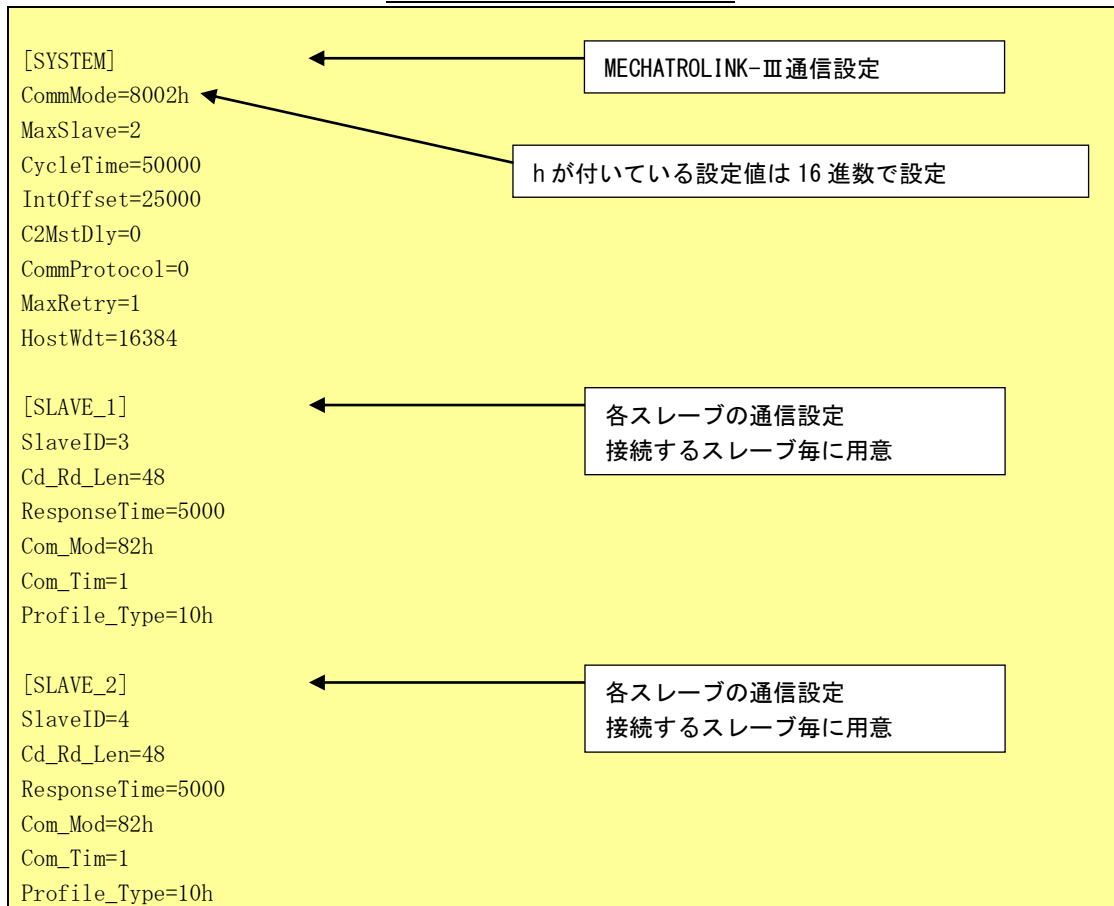 [SYSTEM]
MECHATROLINK-Ⅲ通信設定
CommMode=8002h
MaxSlave=2
CycleTime=50000
h が付いている設定値は 16 進数で設定
IntOffset=25000
C2MstDly=0
CommProtocol=0
MaxRetry=1
HostWdt=16384
[SLAVE_1]
各スレーブの通信設定
接続するスレーブ毎に用意
SlaveID=3
Cd_Rd_Len=48
ResponseTime=5000
Com_Mod=82h
Com_Tim=1
Profile_Type=10h
[SLAVE_2]
各スレーブの通信設定
接続するスレーブ毎に用意
SlaveID=4
Cd_Rd_Len=48
ResponseTime=5000
Com_Mod=82h
Com_Tim=1
Profile_Type=10h